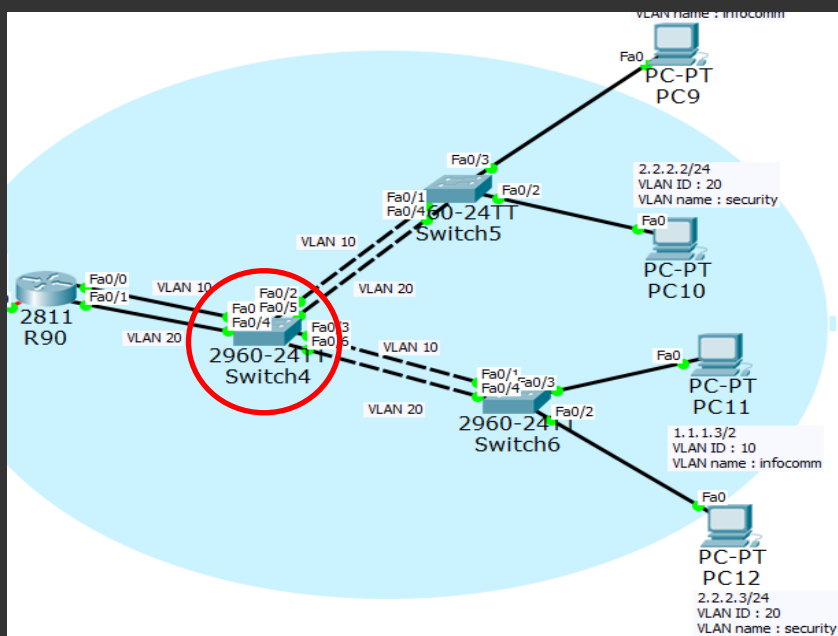 VLAN name : infocomm
Fa0
PC-PT
PC9
Fa0/3
Fa0/1
Fa0/4
Fa0/2
60-24TT
Switch5
2.2.2.2/24
VLAN ID : 20
VLAN name : security
Fa0
PC-PT
PC10
VLAN 10
VLAN 20
Fa0/0
Fa0/1
2811
R90
VLAN 10
VLAN 20
Fa0/2
Fa0/5
Fa0
Fa0/4
Fa0/3
Fa0/6
2960-24TT
Switch4
VLAN 10
VLAN 20
Fa0/1
Fa0/4
Fa0/3
Fa0/2
2960-24TT
Switch6
Fa0
PC-PT
PC11
1.1.1.3/2
VLAN ID : 10
VLAN name : infocomm
Fa0
PC-PT
PC12
2.2.2.3/24
VLAN ID : 20
VLAN name : security